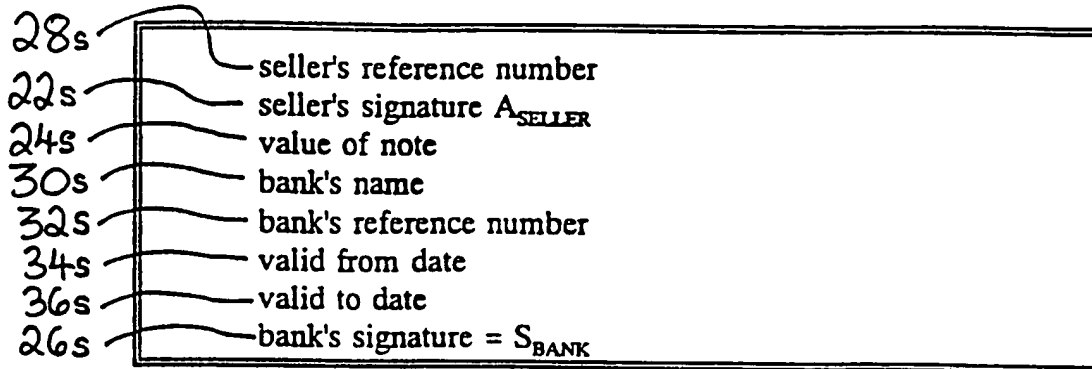 28s seller's reference number
22s seller's signature A_SELLER
24s value of note
30s bank's name
32s bank's reference number
34s valid from date
36s valid to date
26s bank's signature = S_BANK